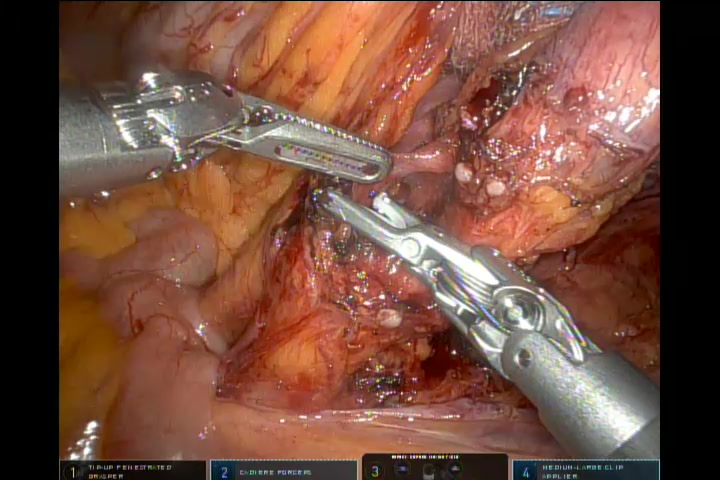 1 TIP-UP FENESTRATED
GRASPER
2 CADIERE FORCEPS
3
4 MEDIUM-LARGE CLIP
APPLIER